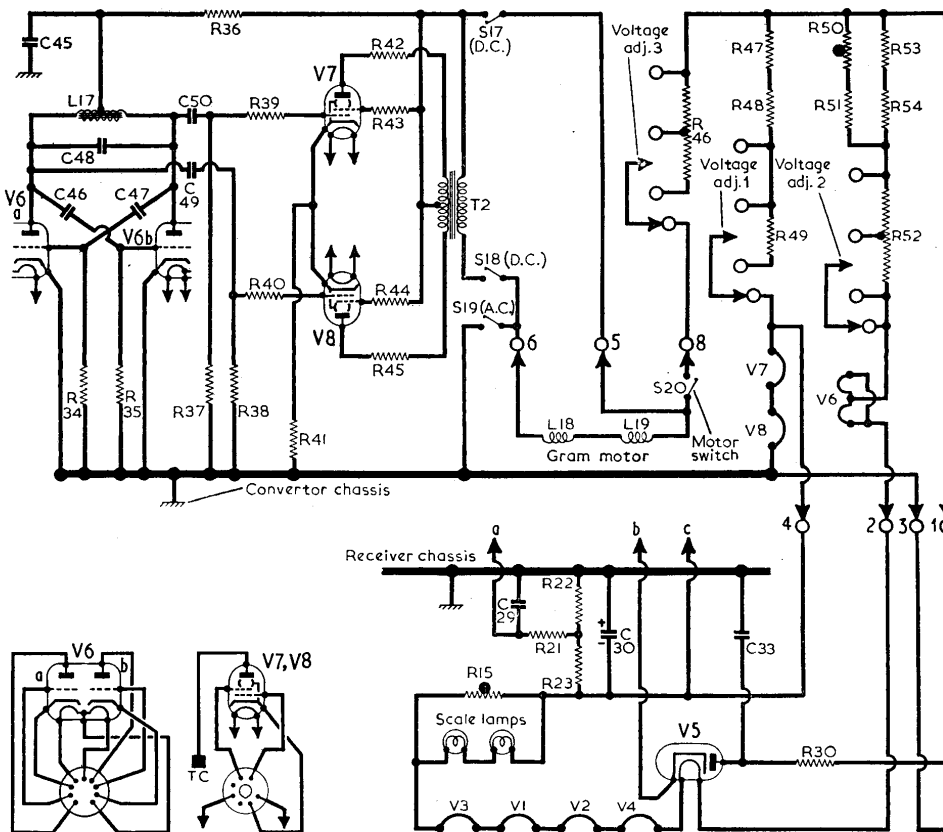 C45
R36
S17
(D.C.)
Voltage
adj.3
R47
R50
R53
R42
V7
L17
C50
R39
R43
R
46
R48
R51
R54
C48
C
49
C46
C47
V6
a
V6b
T2
Voltage
adj.1
Voltage
adj.2
R49
R52
S18(D.C.)
S19(A.C.)
R40
R44
V8
R45
6
5
8
V7
V6
R
34
R
35
R37
R38
R41
S20
L18
L19
Gram motor
Motor
switch
V8
Convertor chassis
4
2
3
10
a
b
c
Receiver chassis
R22
C
29
R21
+
-
C
30
C33
R23
R15
Scale lamps
V5
R30
V3
V1
V2
V4
V6
a
b
V7,V8
TC